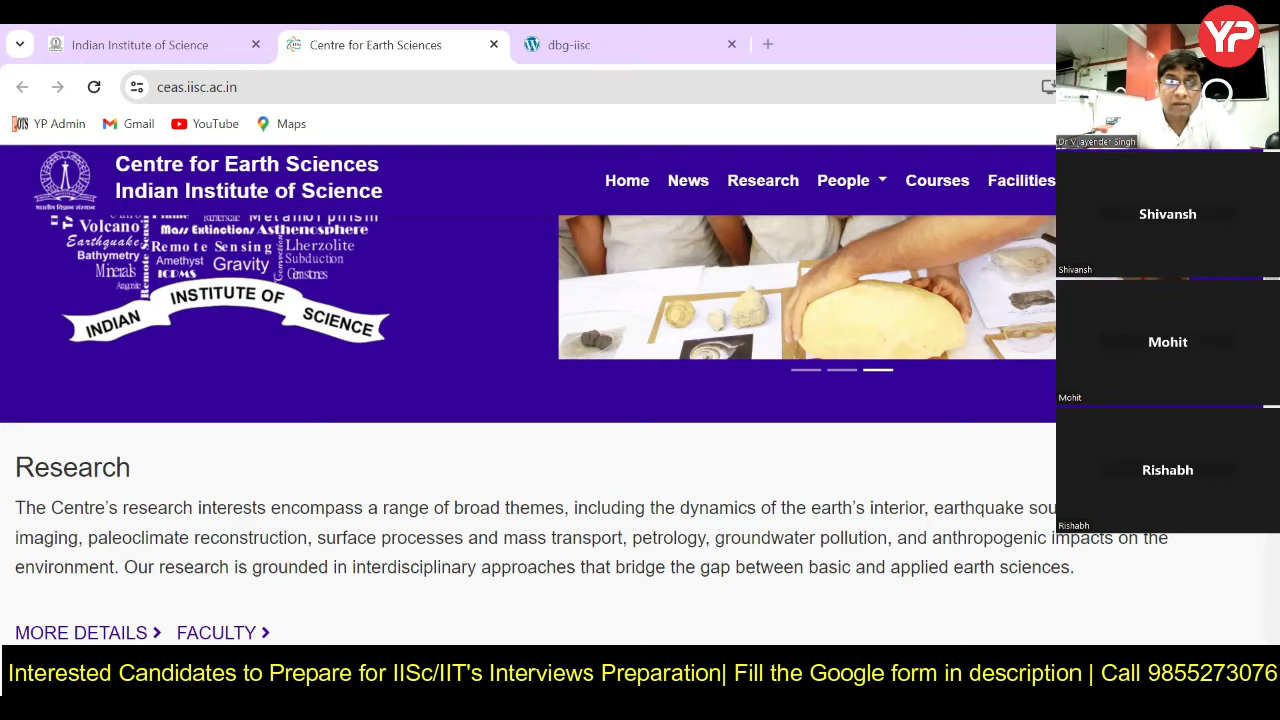 YP
Indian Institute of Science
Centre for Earth Sciences
dbg-iisc
ceas.iisc.ac.in
YP Admin Gmail YouTube Maps
Centre for Earth Sciences
Indian Institute of Science
Home News Research People Courses Facilities
Metamorphism
Volcano Mass Extinctions Asthenosphere
Earthquake Remote Sensing Lherzolite
Bathymetry Amethyst Gravity Subduction
Minerals ICPMS Gemstones
INDIAN INSTITUTE OF SCIENCE
Dr Vijayender Singh
Shivansh
Shivansh
Mohit
Mohit
Rishabh
Rishabh
Research
The Centre’s research interests encompass a range of broad themes, including the dynamics of the earth’s interior, earthquake sou
imaging, paleoclimate reconstruction, surface processes and mass transport, petrology, groundwater pollution, and anthropogenic impacts on the
environment. Our research is grounded in interdisciplinary approaches that bridge the gap between basic and applied earth sciences.
MORE DETAILS FACULTY
Interested Candidates to Prepare for IISc/IIT's Interviews Preparation| Fill the Google form in description | Call 9855273076